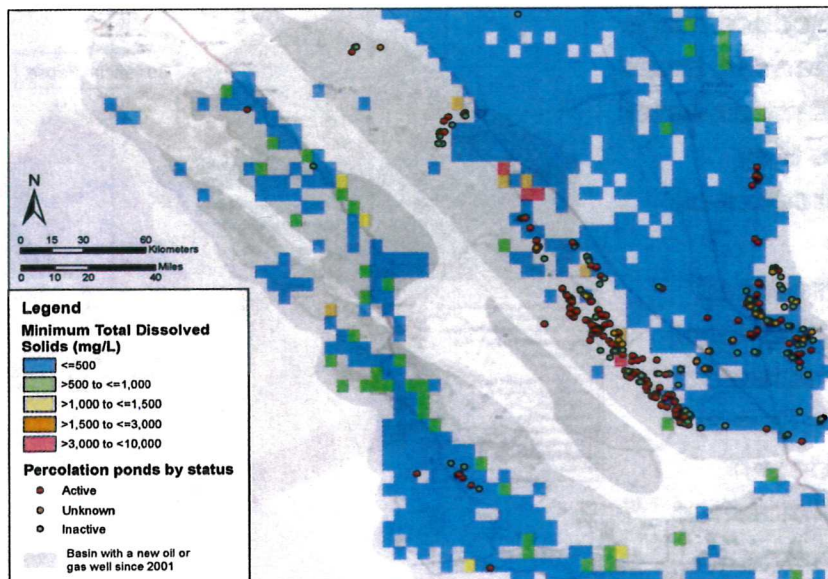 N
0 15 30 60
Kilometers
Miles
0 10 20 40
Legend
Minimum Total Dissolved
Solids (mg/L)
<=500
>500 to <=1,000
>1,000 to <=1,500
>1,500 to <=3,000
>3,000 to <10,000
Percolation ponds by status
Active
Unknown
Inactive
Basin with a new oil or
gas well since 2001